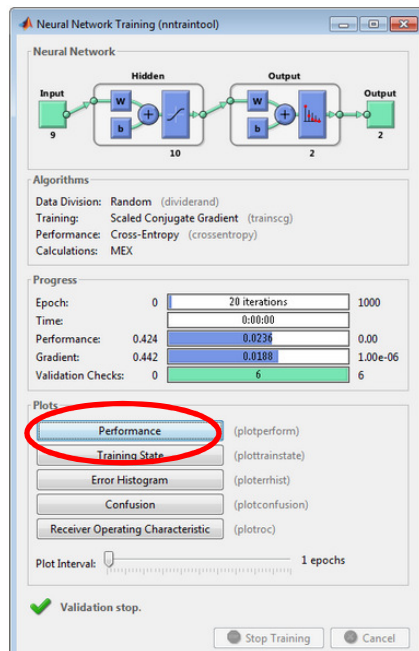 Neural Network Training (nntraintool)
Neural Network
Hidden
Output
Input
W
b
+
W
b
+
Output
9
10
2
2
Algorithms
Data Division: Random (dividerand)
Training: Scaled Conjugate Gradient (trainscg)
Performance: Cross-Entropy (crossentropy)
Calculations: MEX
Progress
Epoch: 0 20 iterations 1000
Time: 0:00:00
Performance: 0.424 0.0236 0.00
Gradient: 0.442 0.0188 1.00e-06
Validation Checks: 0 6 6
Plots
Performance (plotperform)
Training State (plottrainstate)
Error Histogram (ploterrhist)
Confusion (plotconfusion)
Receiver Operating Characteristic (plotroc)
Plot Interval: 1 epochs
Validation stop.
Stop Training Cancel